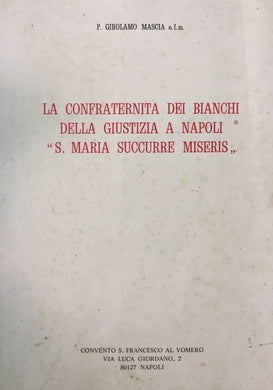 P. GIROLAMO MASCIA o.f.m.
LA CONFRATERNITA DEI BIANCHI
DELLA GIUSTIZIA A NAPOLI
“S. MARIA SUCCURRE MISERIS„
CONVENTO S. FRANCESCO AL VOMERO
VIA LUCA GIORDANO, 2
80127 NAPOLI